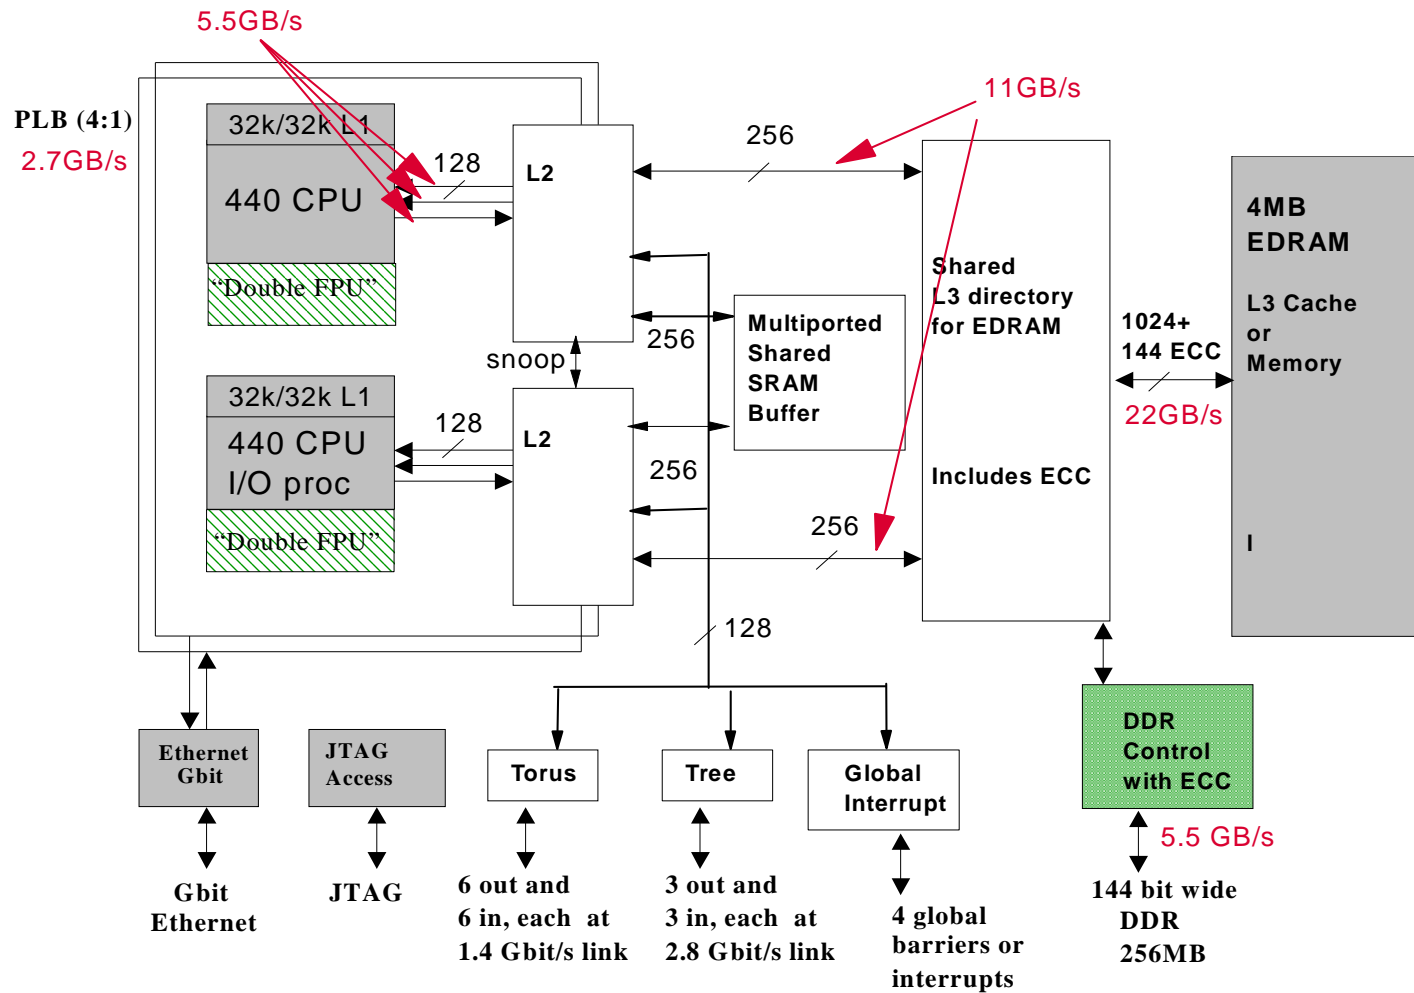 5.5GB/s
PLB (4:1)
2.7GB/s
32k/32k L1
440 CPU
“Double FPU”
128
L2
256
11GB/s
Shared
L3 directory
for EDRAM
Includes ECC
4MB
EDRAM
L3 Cache
or
Memory
l
1024+
144 ECC
22GB/s
Multiported
Shared
SRAM
Buffer
256
snoop
32k/32k L1
440 CPU
I/O proc
“Double FPU”
128
L2
256
256
128
Ethernet
Gbit
JTAG
Access
Torus
Tree
Global
Interrupt
DDR
Control
with ECC
5.5 GB/s
Gbit
Ethernet
JTAG
6 out and
6 in, each at
1.4 Gbit/s link
3 out and
3 in, each at
2.8 Gbit/s link
4 global
barriers or
interrupts
144 bit wide
DDR
256MB